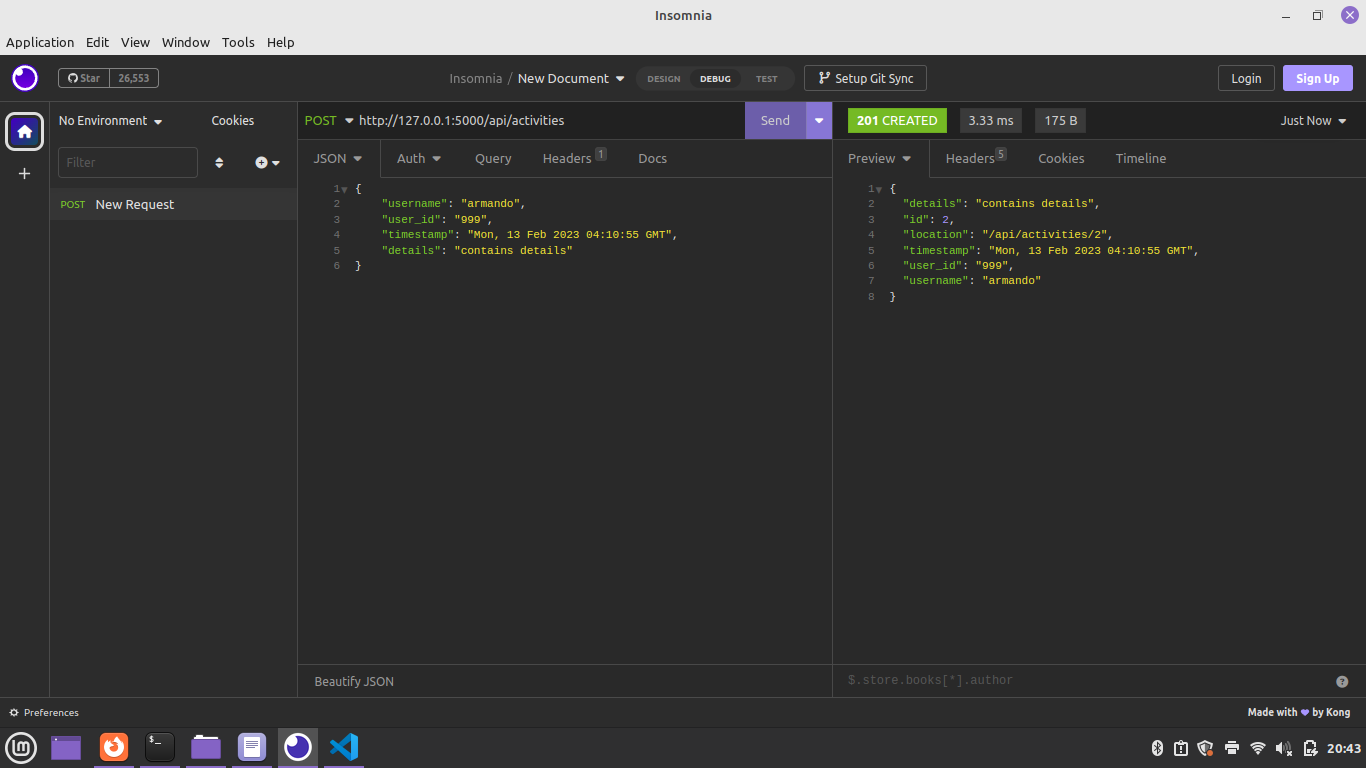 Insomnia
Application Edit View Window Tools Help
Star 26,553
Insomnia / New Document
DESIGN DEBUG TEST
Setup Git Sync
Login Sign Up
No Environment Cookies
Filter
POST New Request
POST http://127.0.0.1:5000/api/activities Send
JSON Auth Query Headers 1 Docs
1 {
2 "username": "armando",
3 "user_id": "999",
4 "timestamp": "Mon, 13 Feb 2023 04:10:55 GMT",
5 "details": "contains details"
6 }
Beautify JSON
201 CREATED 3.33 ms 175 B Just Now
Preview Headers 5 Cookies Timeline
1 {
2 "details": "contains details",
3 "id": 2,
4 "location": "/api/activities/2",
5 "timestamp": "Mon, 13 Feb 2023 04:10:55 GMT",
6 "user_id": "999",
7 "username": "armando"
8 }
$.store.books[*].author
?
Preferences
Made with ❤ by Kong
$_
20:43